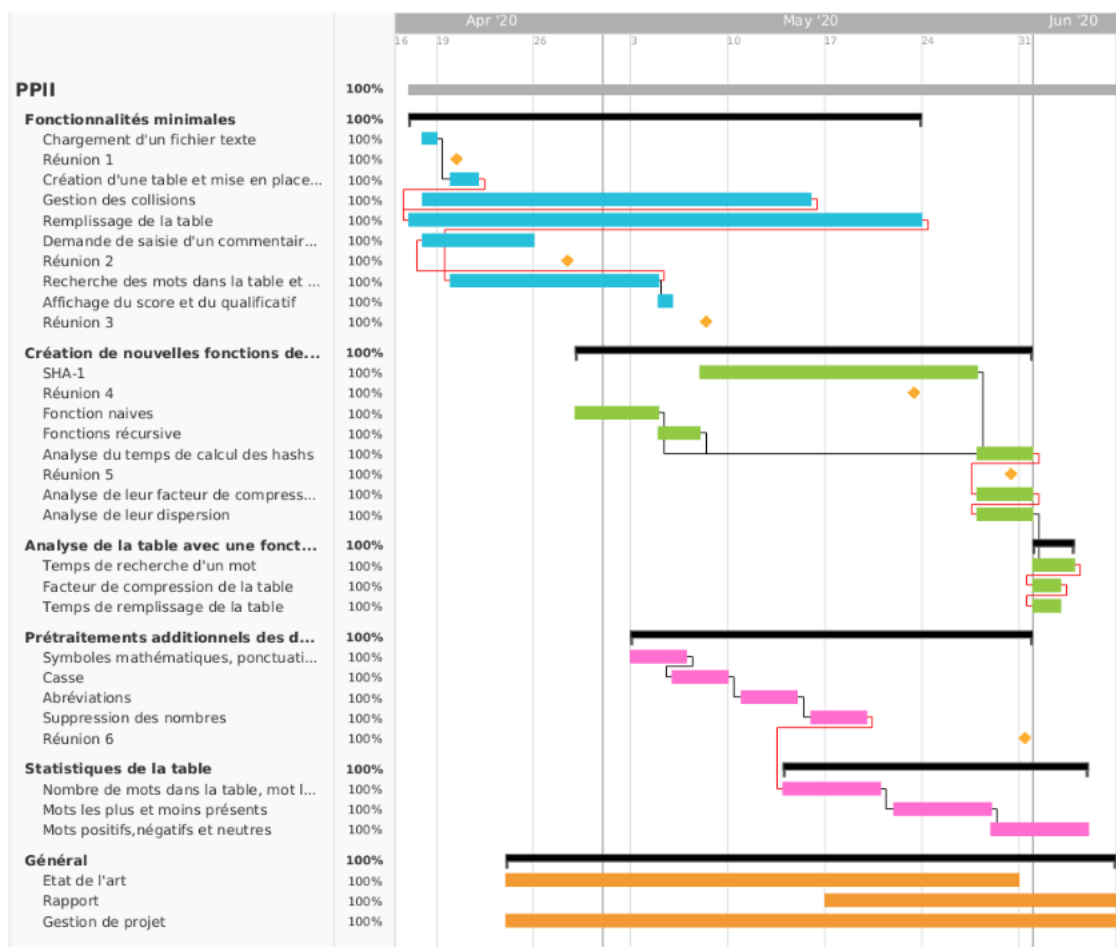 Apr '20 May '20 Jun '20
16 19 26 3 10 17 24 31
PPII 100%
Fonctionnalités minimales 100%
Chargement d'un fichier texte 100%
Réunion 1 100%
Création d'une table et mise en place... 100%
Gestion des collisions 100%
Remplissage de la table 100%
Demande de saisie d'un commentair... 100%
Réunion 2 100%
Recherche des mots dans la table et ... 100%
Affichage du score et du qualificatif 100%
Réunion 3 100%
Création de nouvelles fonctions de... 100%
SHA-1 100%
Réunion 4 100%
Fonction naives 100%
Fonctions récursive 100%
Analyse du temps de calcul des hashs 100%
Réunion 5 100%
Analyse de leur facteur de compress... 100%
Analyse de leur dispersion 100%
Analyse de la table avec une fonct... 100%
Temps de recherche d'un mot 100%
Facteur de compression de la table 100%
Temps de remplissage de la table 100%
Prétraitements additionnels des d... 100%
Symboles mathématiques, ponctuati... 100%
Casse 100%
Abréviations 100%
Suppression des nombres 100%
Réunion 6 100%
Statistiques de la table 100%
Nombre de mots dans la table, mot l... 100%
Mots les plus et moins présents 100%
Mots positifs,négatifs et neutres 100%
Général 100%
Etat de l'art 100%
Rapport 100%
Gestion de projet 100%